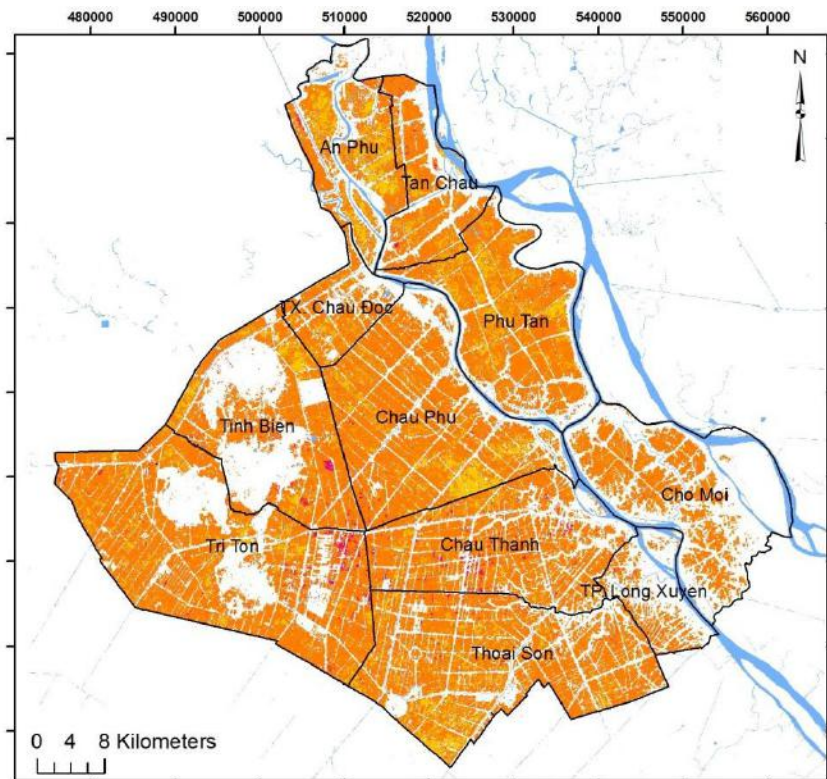 480000 490000 500000 510000 520000 530000 540000 550000 560000
N
An Phu
Tan Chau
TX. Chau Đoc
Phu Tan
Tinh Bien
Chau Phu
Cho Moi
Tri Ton
Chau Thanh
TP. Long Xuyen
Thoai Son
0 4 8 Kilometers